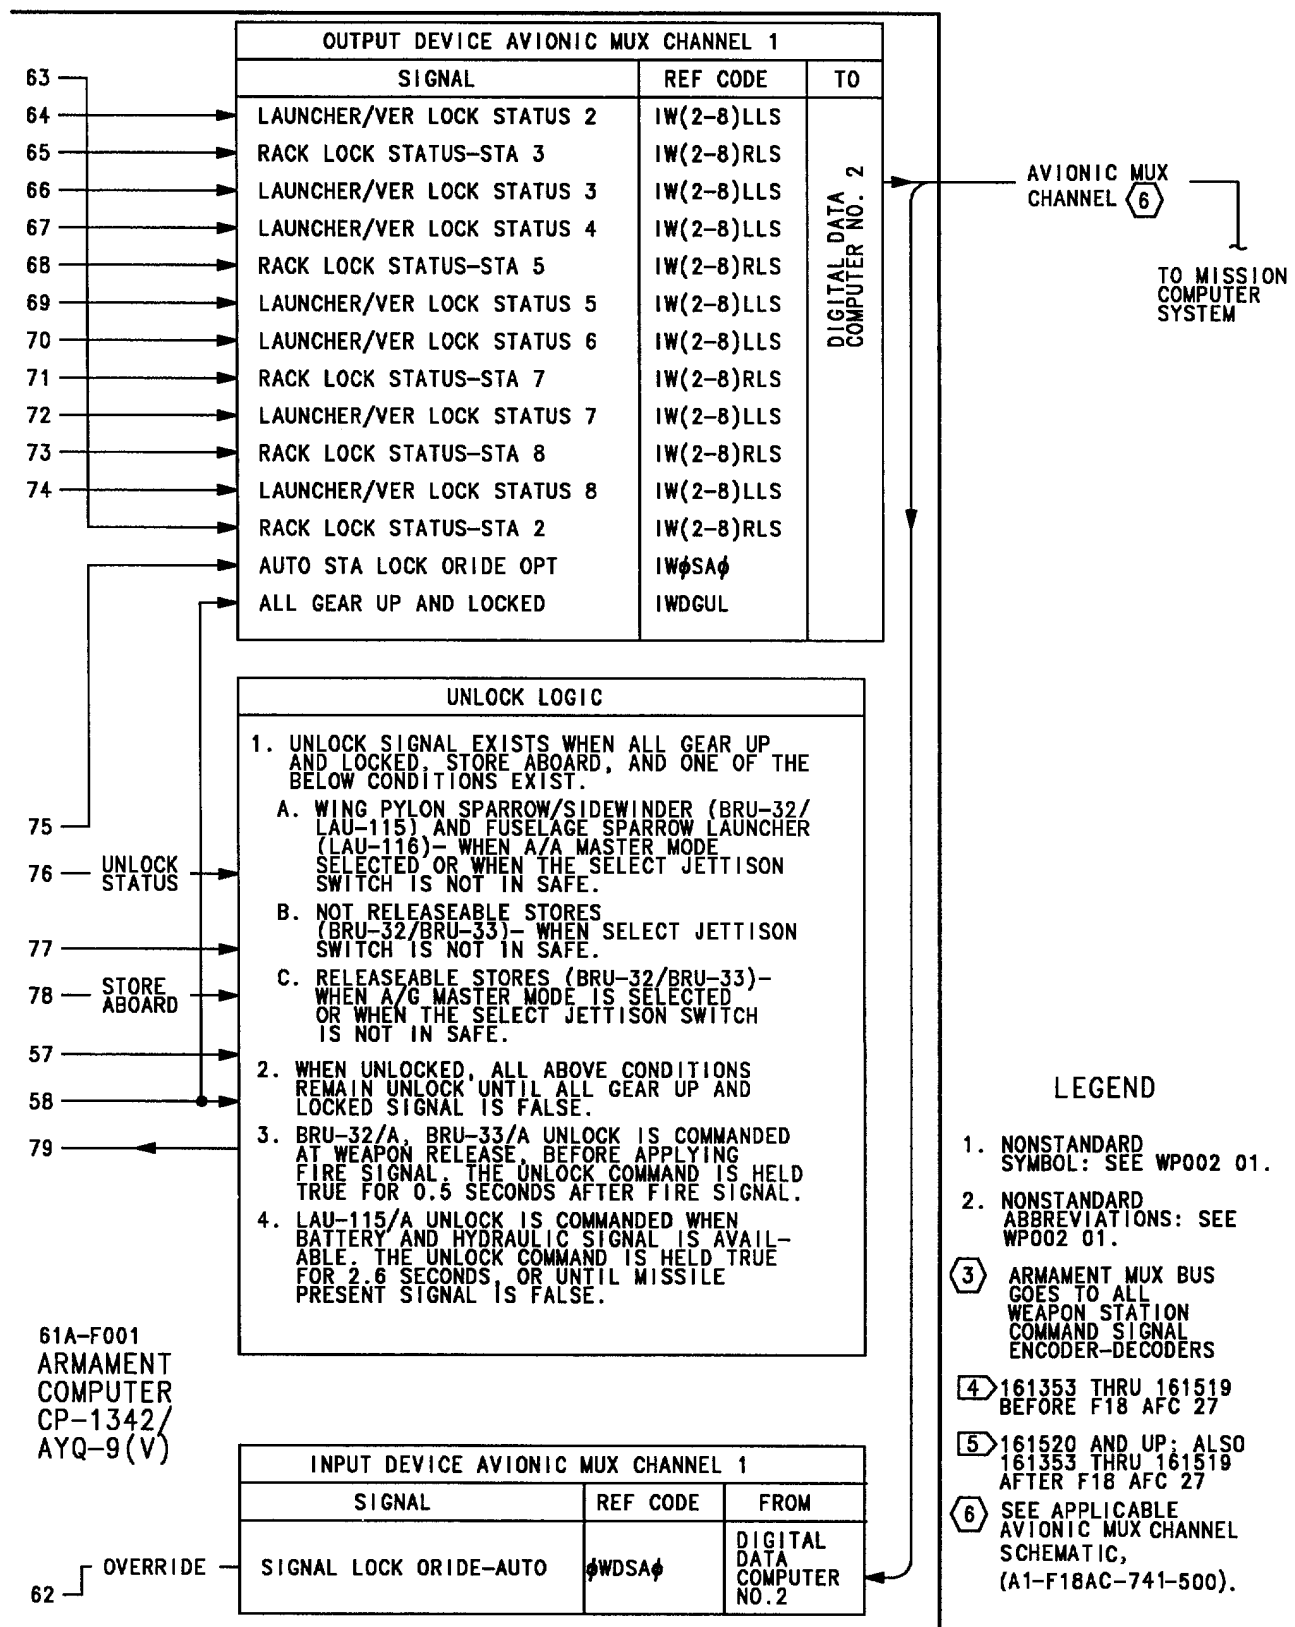 OUTPUT DEVICE AVIONIC MUX CHANNEL 1
SIGNAL REF CODE TO
63
64 LAUNCHER/VER LOCK STATUS 2 IW(2-8)LLS
65 RACK LOCK STATUS-STA 3 IW(2-8)RLS
66 LAUNCHER/VER LOCK STATUS 3 IW(2-8)LLS
67 LAUNCHER/VER LOCK STATUS 4 IW(2-8)LLS
68 RACK LOCK STATUS-STA 5 IW(2-8)RLS
69 LAUNCHER/VER LOCK STATUS 5 IW(2-8)LLS
70 LAUNCHER/VER LOCK STATUS 6 IW(2-8)LLS
71 RACK LOCK STATUS-STA 7 IW(2-8)RLS
72 LAUNCHER/VER LOCK STATUS 7 IW(2-8)LLS
73 RACK LOCK STATUS-STA 8 IW(2-8)RLS
74 LAUNCHER/VER LOCK STATUS 8 IW(2-8)LLS
RACK LOCK STATUS-STA 2 IW(2-8)RLS
AUTO STA LOCK ORIDE OPT IWϕSAϕ
ALL GEAR UP AND LOCKED IWDGUL
DIGITAL DATA
COMPUTER NO. 2
AVIONIC MUX
CHANNEL 6
TO MISSION
COMPUTER
SYSTEM
UNLOCK LOGIC
1. UNLOCK SIGNAL EXISTS WHEN ALL GEAR UP
AND LOCKED, STORE ABOARD, AND ONE OF THE
BELOW CONDITIONS EXIST.
A. WING PYLON SPARROW/SIDEWINDER (BRU-32/
LAU-115) AND FUSELAGE SPARROW LAUNCHER
(LAU-116)- WHEN A/A MASTER MODE
SELECTED OR WHEN THE SELECT JETTISON
SWITCH IS NOT IN SAFE.
B. NOT RELEASEABLE STORES
(BRU-32/BRU-33)- WHEN SELECT JETTISON
SWITCH IS NOT IN SAFE.
C. RELEASEABLE STORES (BRU-32/BRU-33)-
WHEN A/G MASTER MODE IS SELECTED
OR WHEN THE SELECT JETTISON SWITCH
IS NOT IN SAFE.
2. WHEN UNLOCKED, ALL ABOVE CONDITIONS
REMAIN UNLOCK UNTIL ALL GEAR UP AND
LOCKED SIGNAL IS FALSE.
3. BRU-32/A, BRU-33/A UNLOCK IS COMMANDED
AT WEAPON RELEASE, BEFORE APPLYING
FIRE SIGNAL. THE UNLOCK COMMAND IS HELD
TRUE FOR 0.5 SECONDS AFTER FIRE SIGNAL.
4. LAU-115/A UNLOCK IS COMMANDED WHEN
BATTERY AND HYDRAULIC SIGNAL IS AVAIL-
ABLE. THE UNLOCK COMMAND IS HELD TRUE
FOR 2.6 SECONDS, OR UNTIL MISSILE
PRESENT SIGNAL IS FALSE.
75
76 UNLOCK
STATUS
77
78 STORE
ABOARD
57
58
79
61A-F001
ARMAMENT
COMPUTER
CP-1342/
AYQ-9(V)
INPUT DEVICE AVIONIC MUX CHANNEL 1
SIGNAL REF CODE FROM
62 OVERRIDE SIGNAL LOCK ORIDE-AUTO ϕWDSAϕ
DIGITAL
DATA
COMPUTER
NO.2
LEGEND
1. NONSTANDARD
SYMBOL: SEE WP002 01.
2. NONSTANDARD
ABBREVIATIONS: SEE
WP002 01.
3 ARMAMENT MUX BUS
GOES TO ALL
WEAPON STATION
COMMAND SIGNAL
ENCODER-DECODERS
4 161353 THRU 161519
BEFORE F18 AFC 27
5 161520 AND UP; ALSO
161353 THRU 161519
AFTER F18 AFC 27
6 SEE APPLICABLE
AVIONIC MUX CHANNEL
SCHEMATIC,
(A1-F18AC-741-500).